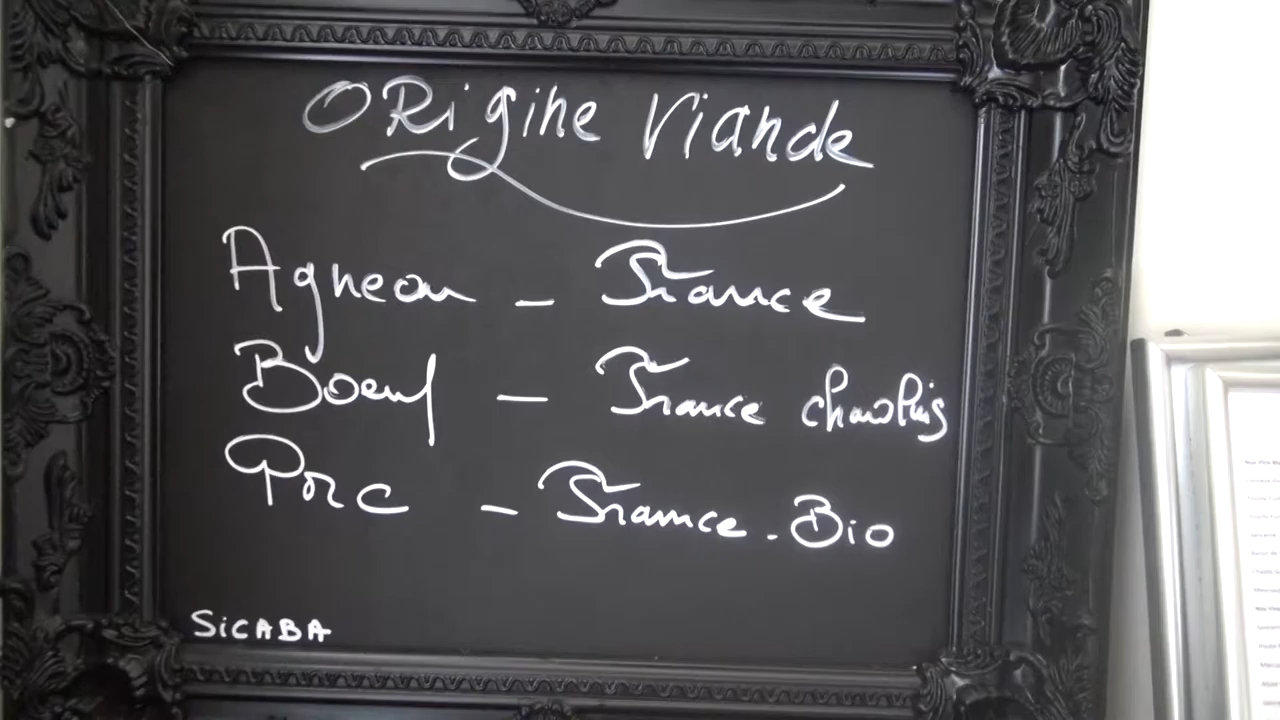 ORigine Viande
Agneau - France
Boeuf - France charolais
Porc - France. Bio
SiCABA